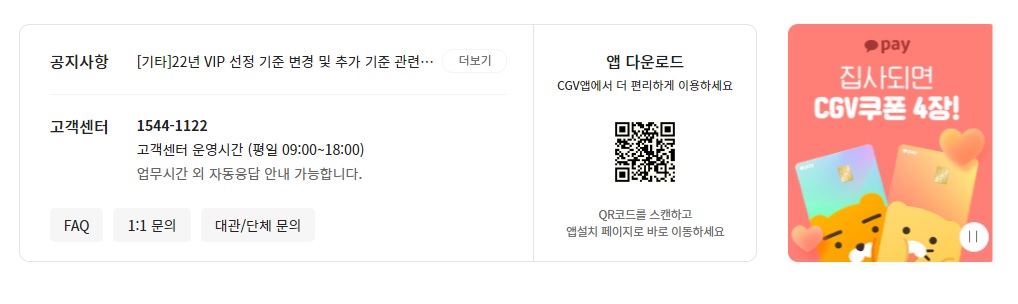 공지사항
[기타]22년 VIP 선정 기준 변경 및 추가 기준 관련···
더보기
고객센터
1544-1122
고객센터 운영시간 (평일 09:00~18:00)
업무시간 외 자동응답 안내 가능합니다.
FAQ
1:1 문의
대관/단체 문의
앱 다운로드
CGV앱에서 더 편리하게 이용하세요
QR코드를 스캔하고
앱설치 페이지로 바로 이동하세요
pay
집사되면
CGV쿠폰 4장!
pay
pay